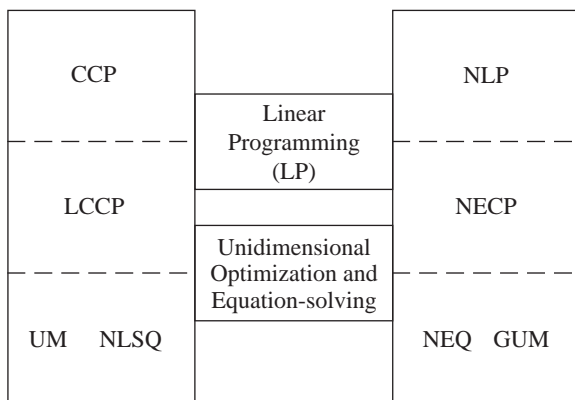 CCP
NLP
Linear
Programming
(LP)
LCCP
NECP
Unidimensional
Optimization and
Equation-solving
UM NLSQ
NEQ GUM